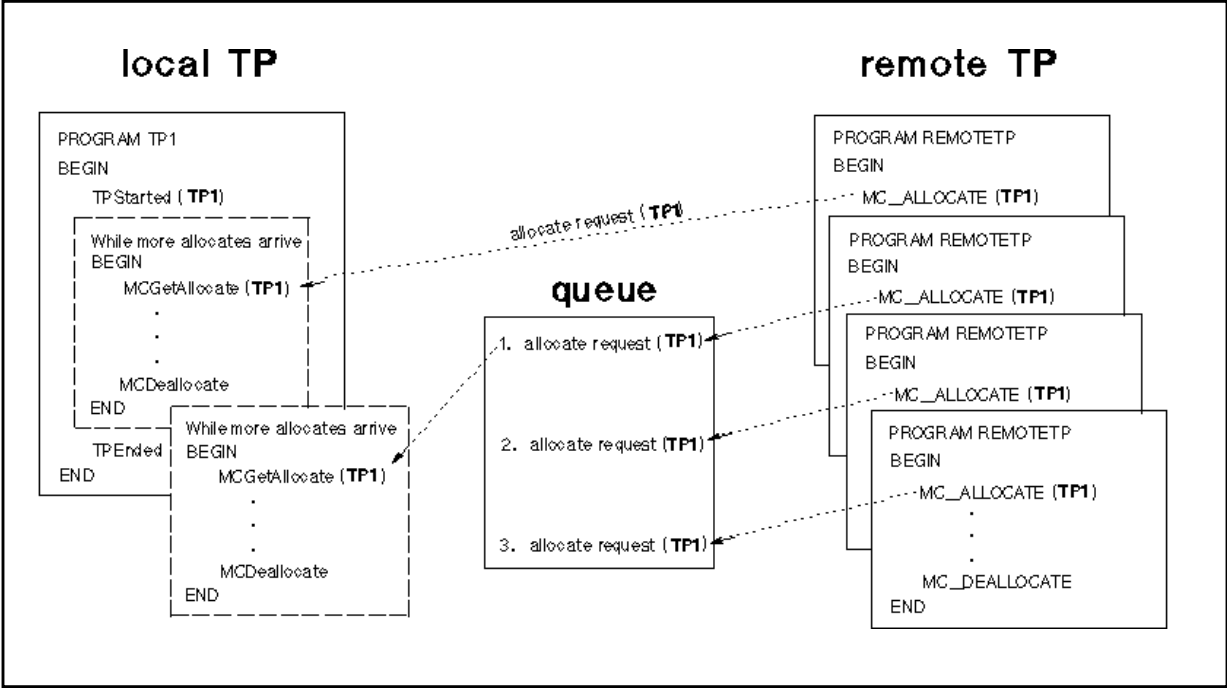 local TP
remote TP
PROGRAM TP1
BEGIN
TPStarted (TP1)
While more allocates arrive
BEGIN
MCGetAllocate (TP1)
.
.
.
MCDeallocate
END
TPEnded
END
While more allocates arrive
BEGIN
MCGetAllocate (TP1)
.
.
.
MCDeallocate
END
allocate request (TP1)
queue
1. allocate request (TP1)
2. allocate request (TP1)
3. allocate request (TP1)
PROGRAM REMOTETP
BEGIN
MC_ALLOCATE (TP1)
PROGRAM REMOTETP
BEGIN
MC_ALLOCATE (TP1)
PROGRAM REMOTETP
BEGIN
MC_ALLOCATE (TP1)
PROGRAM REMOTETP
BEGIN
MC_ALLOCATE (TP1)
.
.
.
MC_DEALLOCATE
END